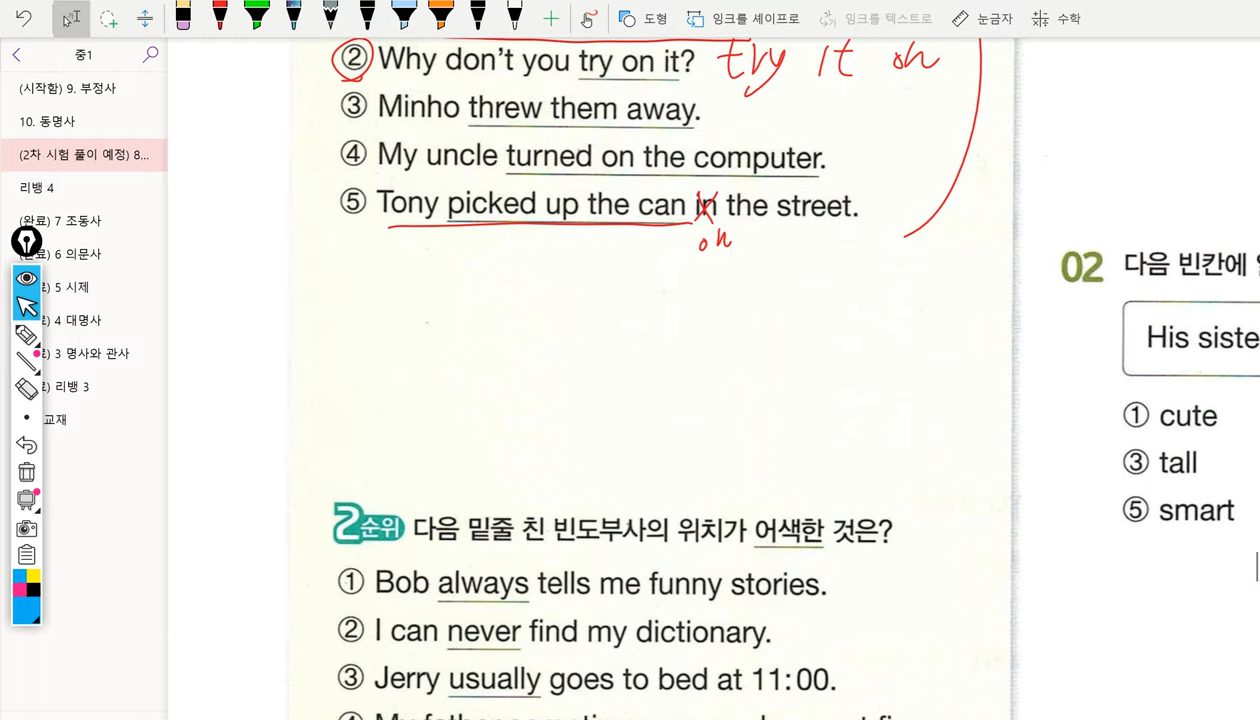 도형
잉크를 셰이프로
잉크를 텍스트로
눈금자
수학
중1
(시작함) 9. 부정사
10. 동명사
(2차 시험 풀이 예정) 8...
리뱅 4
(완료) 7 조동사
6 의문사
5 시제
4 대명사
3 명사와 관사
리뱅 3
교재
② Why don't you try on it? try it on
③ Minho threw them away.
④ My uncle turned on the computer.
⑤ Tony picked up the can in the street.
on
2순위 다음 밑줄 친 빈도부사의 위치가 어색한 것은?
① Bob always tells me funny stories.
② I can never find my dictionary.
③ Jerry usually goes to bed at 11:00.
02 다음 빈칸에
His siste
① cute
③ tall
⑤ smart